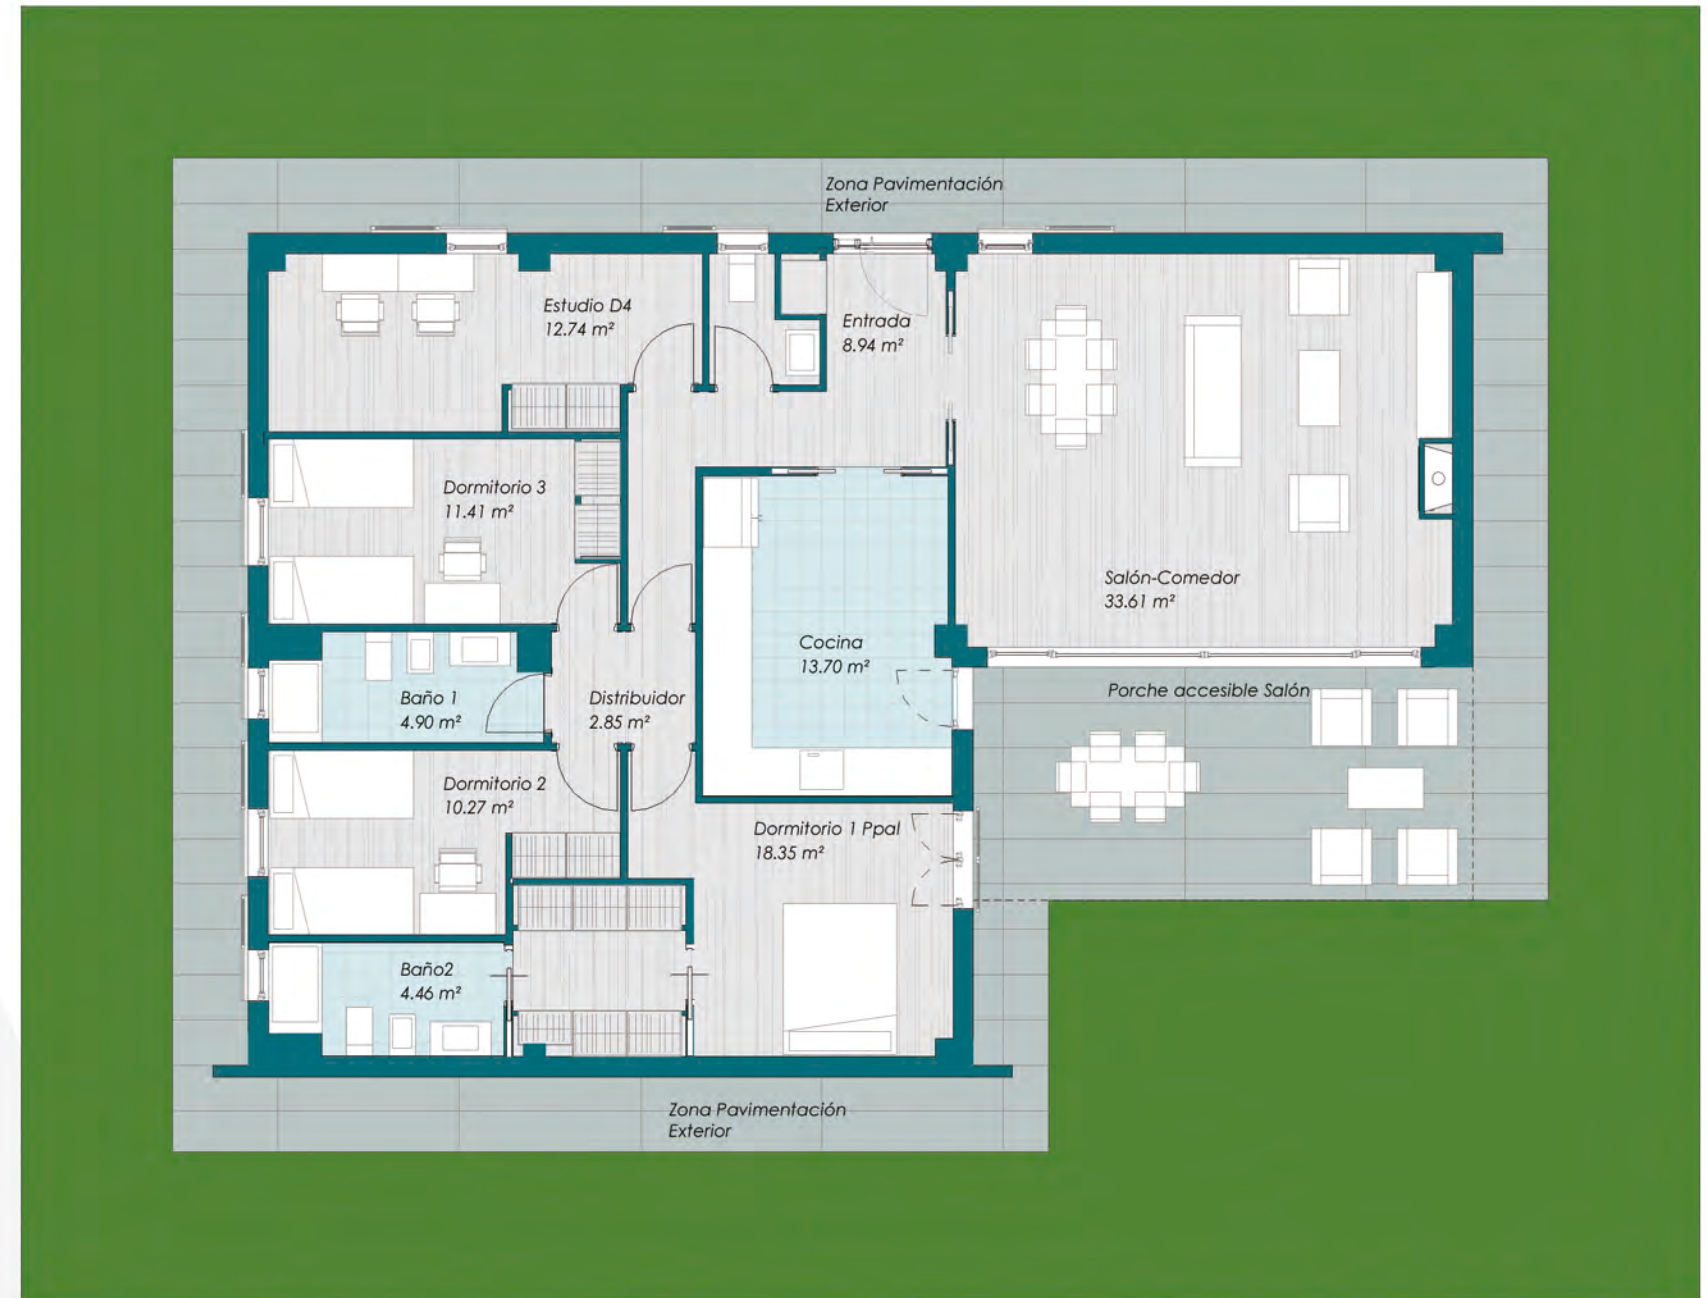 Zona Pavimentación
Exterior
Estudio D4
12.74 m²
Entrada
8.94 m²
Dormitorio 3
11.41 m²
Salón-Comedor
33.61 m²
Cocina
13.70 m²
Baño 1
4.90 m²
Distribuidor
2.85 m²
Porche accesible Salón
Dormitorio 2
10.27 m²
Dormitorio 1 Ppal
18.35 m²
Baño2
4.46 m²
Zona Pavimentación
Exterior